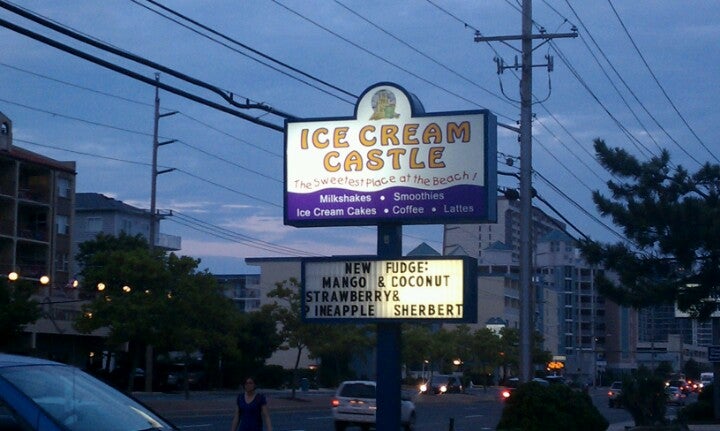 ICE CREAM
CASTLE
The Sweetest Place at the Beach!
Milkshakes • Smoothies
Ice Cream Cakes • Coffee • Lattes
NEW FUDGE:
MANGO & COCONUT
STRAWBERRY&
PINEAPPLE SHERBERT